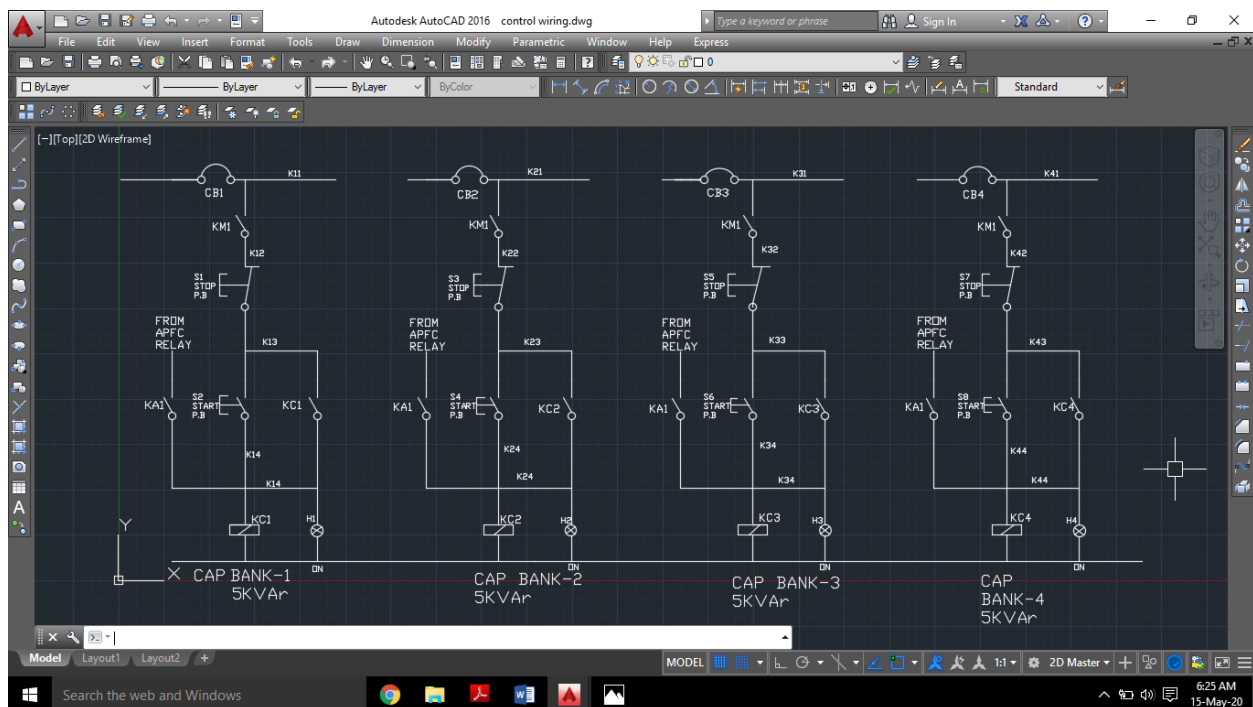 Autodesk AutoCAD 2016 control wiring.dwg
Type a keyword or phrase
Sign In
File Edit View Insert Format Tools Draw Dimension Modify Parametric Window Help Express
0
ByLayer ByLayer ByLayer ByColor Standard
[−][Top][2D Wireframe]
K11 K21 K31 K41
CB1 CB2 CB3 CB4
KM1 KM1 KM1 KM1
K12 K22 K32 K42
S1 STOP P.B
S3 STOP P.B
S5 STOP P.B
S7 STOP P.B
FROM APFC RELAY
FROM APFC RELAY
FROM APFC RELAY
FROM APFC RELAY
K13 K23 K33 K43
KA1 S2 START P.B KC1
KA1 S4 START P.B KC2
KA1 S6 START P.B KC3
KA1 S8 START P.B KC4
K14 K24 K34 K44
K14 K24 K34 K44
KC1 H1 KC2 H2 KC3 H3 KC4 H4
Y
ON ON ON ON
X
CAP BANK-1
5KVAr
CAP BANK-2
5KVAr
CAP BANK-3
5KVAr
CAP
BANK-4
5KVAr
Model Layout1 Layout2 +
MODEL 1:1 2D Master
Search the web and Windows
6:25 AM
15-May-20